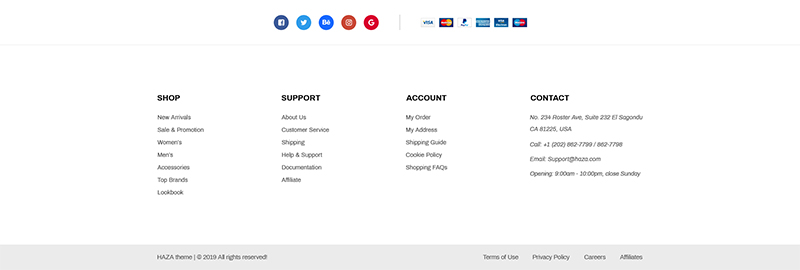 VISA
PayPal
SHOP
New Arrivals
Sale & Promotion
Women's
Men's
Accessories
Top Brands
Lookbook
SUPPORT
About Us
Customer Service
Shipping
Help & Support
Documentation
Affiliate
ACCOUNT
My Order
My Address
Shipping Guide
Cookie Policy
Shopping FAQs
CONTACT
No. 234 Roster Ave, Suite 232 El Sagondu
CA 81225, USA
Call: +1 (202) 862-7799 / 862-7798
Email: Support@haza.com
Opening: 9:00am - 10:00pm, close Sunday
HAZA theme | © 2019 All rights reserved!
Terms of Use Privacy Policy Careers Affiliates